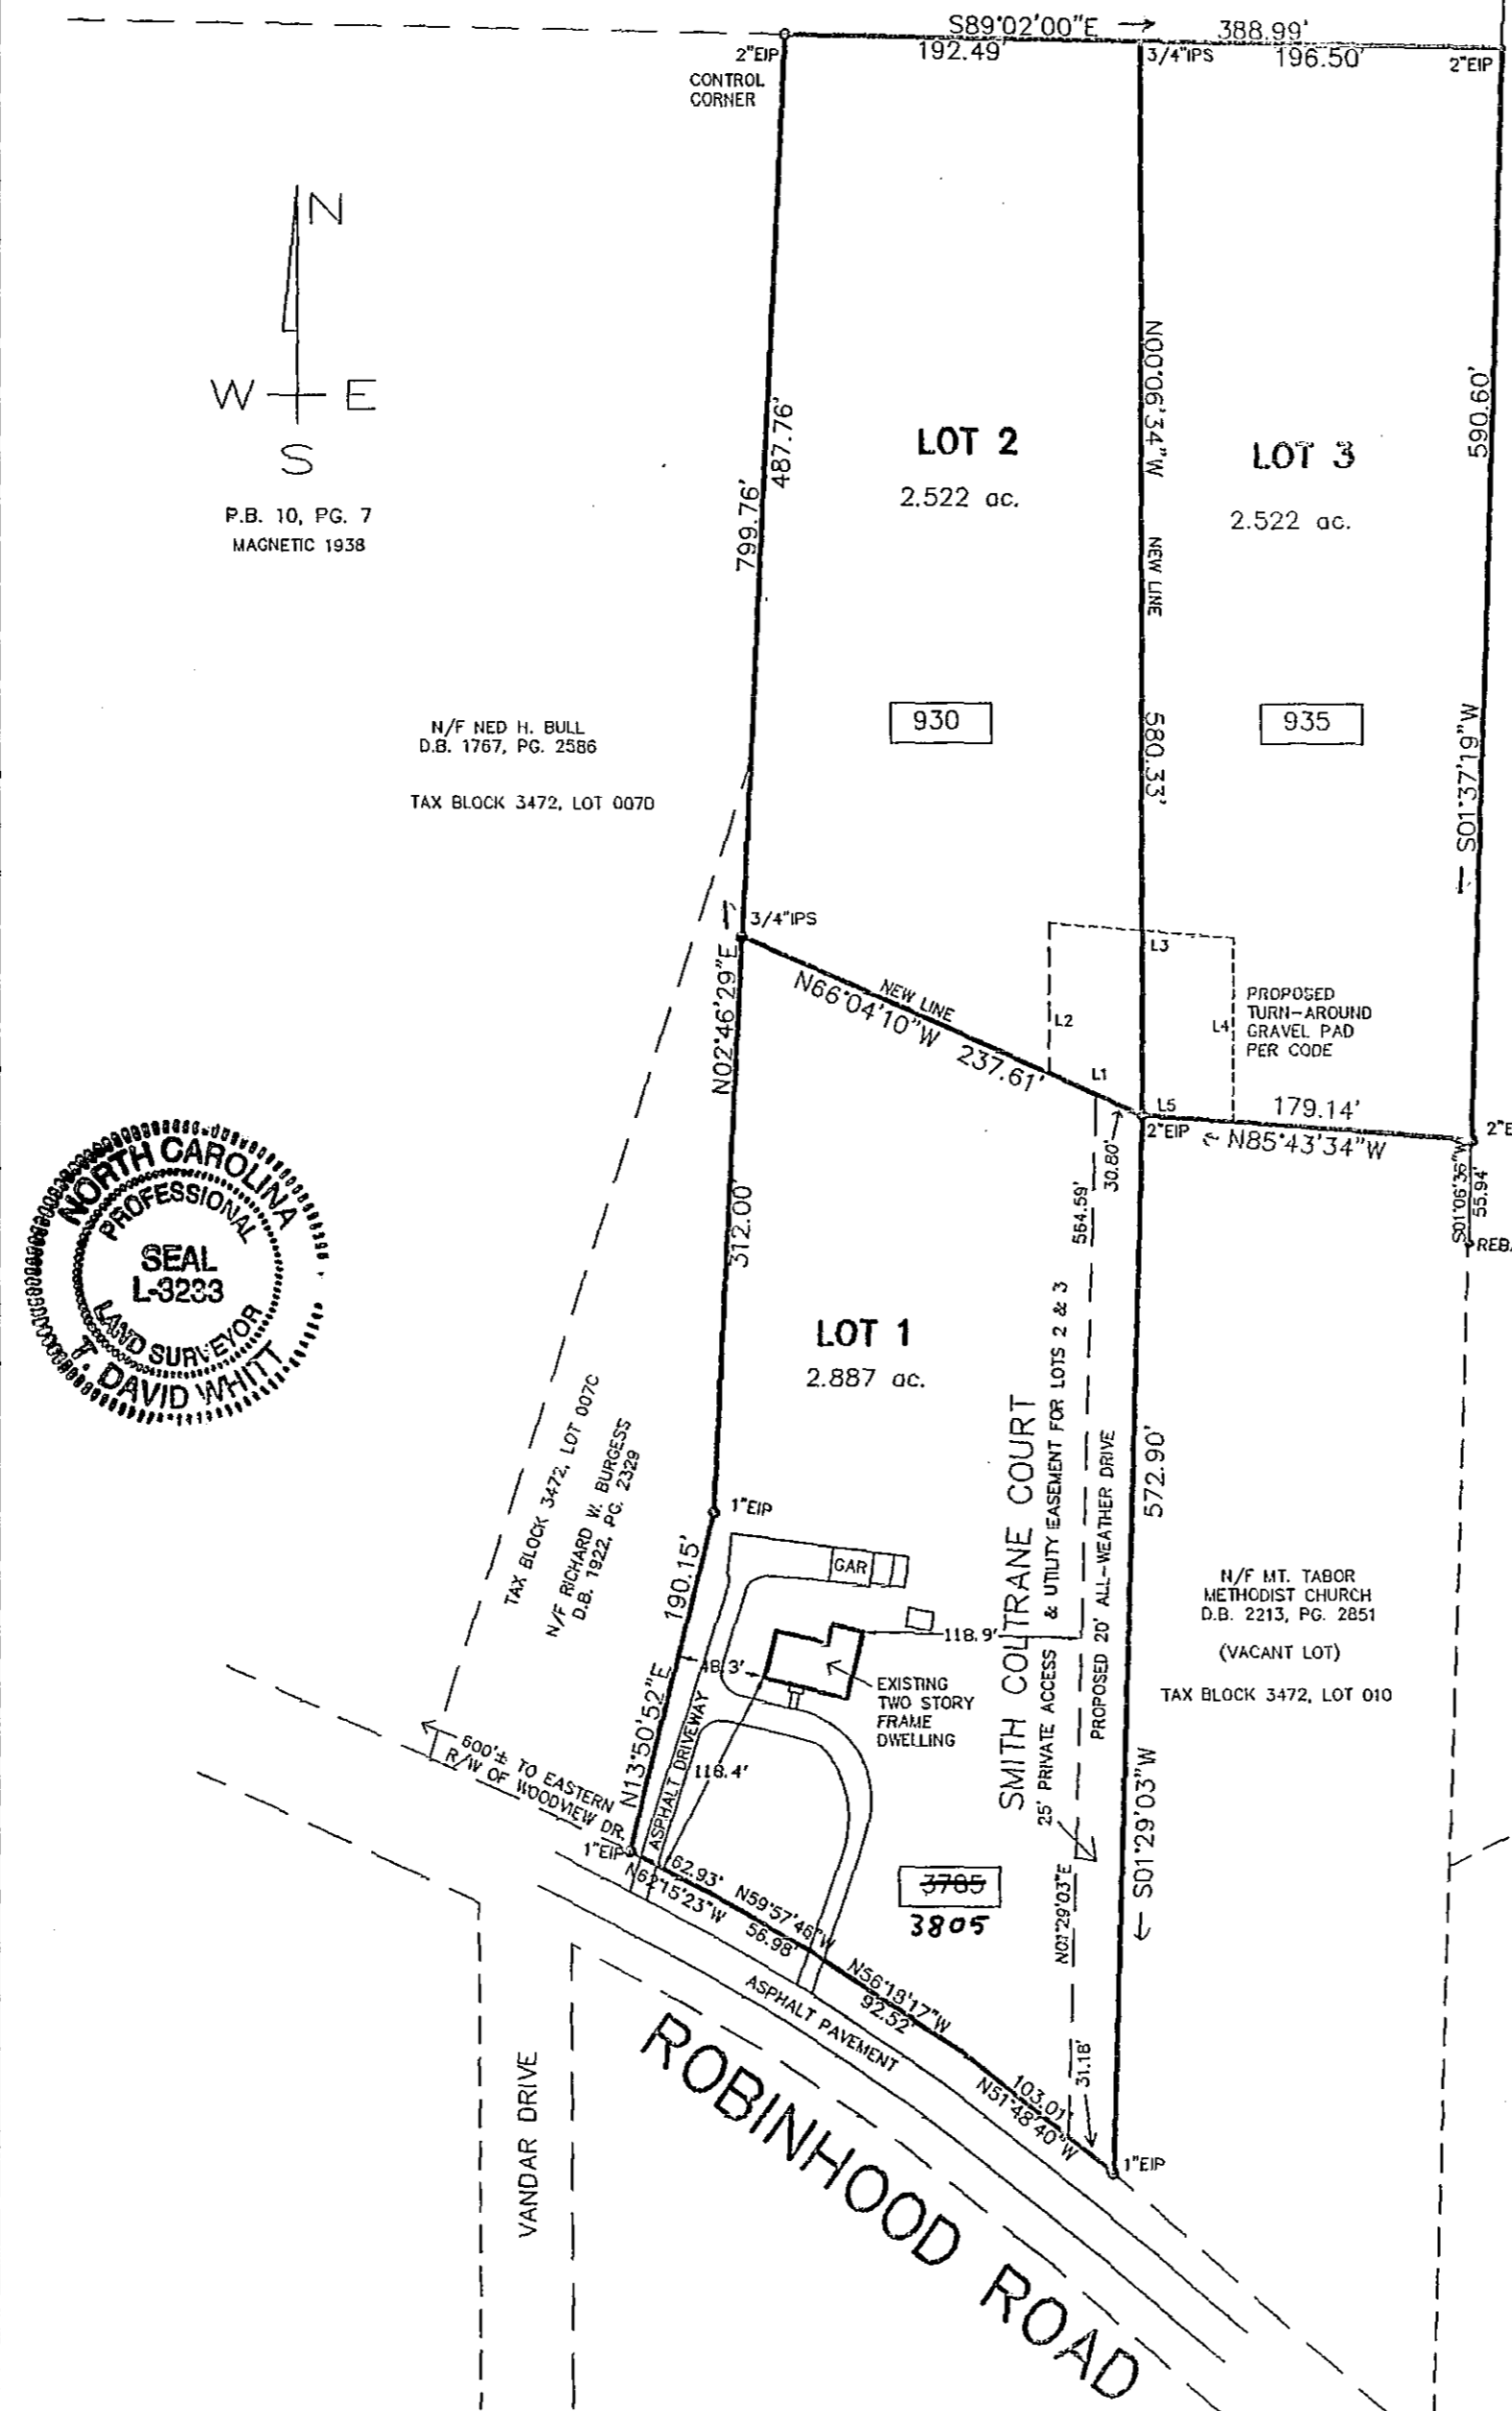 S89°02'00"E → 388.99'
192.49'
196.50'
2"EIP
CONTROL
CORNER
3/4"IPS
2"EIP
N
W E
S
P.B. 10, PG. 7
MAGNETIC 1938
487.76'
799.76'
N00°06'34"W
NEW LINE
580.33'
590.60'
S01°37'19"W
LOT 2
2.522 ac.
LOT 3
2.522 ac.
930
935
N/F NED H. BULL
D.B. 1767, PG. 2586
TAX BLOCK 3472, LOT 007D
3/4"IPS
N02°46'29"E
NEW LINE
N66°04'10"W 237.61'
L1
L2
L3
L4
L5
PROPOSED
TURN-AROUND
GRAVEL PAD
PER CODE
179.14'
N85°43'34"W
2"EIP
2"E
S01°06'36"W
55.94'
REB
30.80'
564.59'
312.00'
NORTH CAROLINA
PROFESSIONAL
SEAL
L-3233
LAND SURVEYOR
T. DAVID WHITT
LOT 1
2.887 ac.
SMITH COLTRANE COURT
25' PRIVATE ACCESS & UTILITY EASEMENT FOR LOTS 2 & 3
PROPOSED 20' ALL-WEATHER DRIVE
572.90'
S01°29'03"W
TAX BLOCK 3472, LOT 007C
N/F RICHARD W. BURGESS
D.B. 1922, PG. 2329
1"EIP
190.15'
N13°50'52"E
GAR
118.9'
48.3'
EXISTING
TWO STORY
FRAME
DWELLING
ASPHALT DRIVEWAY
118.4'
N/F MT. TABOR
METHODIST CHURCH
D.B. 2213, PG. 2851
(VACANT LOT)
TAX BLOCK 3472, LOT 010
600'± TO EASTERN
R/W OF WOODVIEW DR.
1"EIP
62.93'
N62°15'23"W
N59°57'46"W
56.98'
3785
3805
N01°29'03"E
N56°18'17"W
92.52'
ASPHALT PAVEMENT
31.18'
103.01'
N51°48'40"W
1"EIP
VANDAR DRIVE
ROBINHOOD ROAD